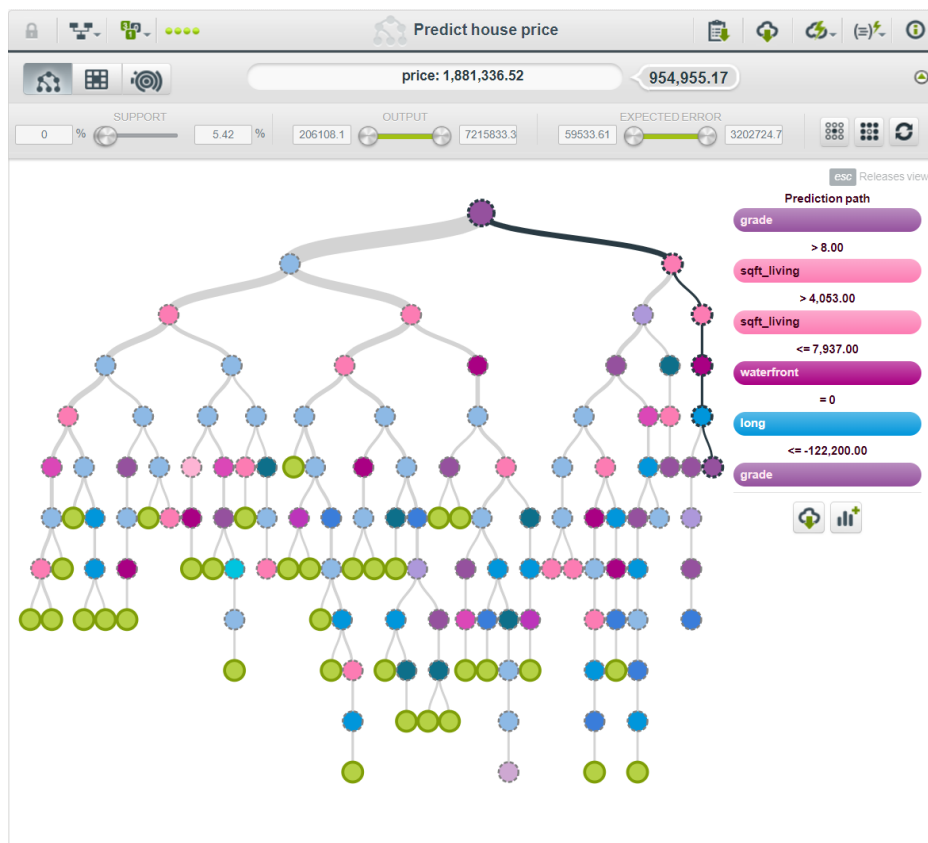 Predict house price
price: 1,881,336.52
954,955.17
SUPPORT
OUTPUT
EXPECTED ERROR
0 %
5.42 %
206108.1
7215833.3
59533.61
3202724.7
esc Releases view
Prediction path
grade
> 8.00
sqft_living
> 4,053.00
sqft_living
<= 7,937.00
waterfront
= 0
long
<= -122,200.00
grade